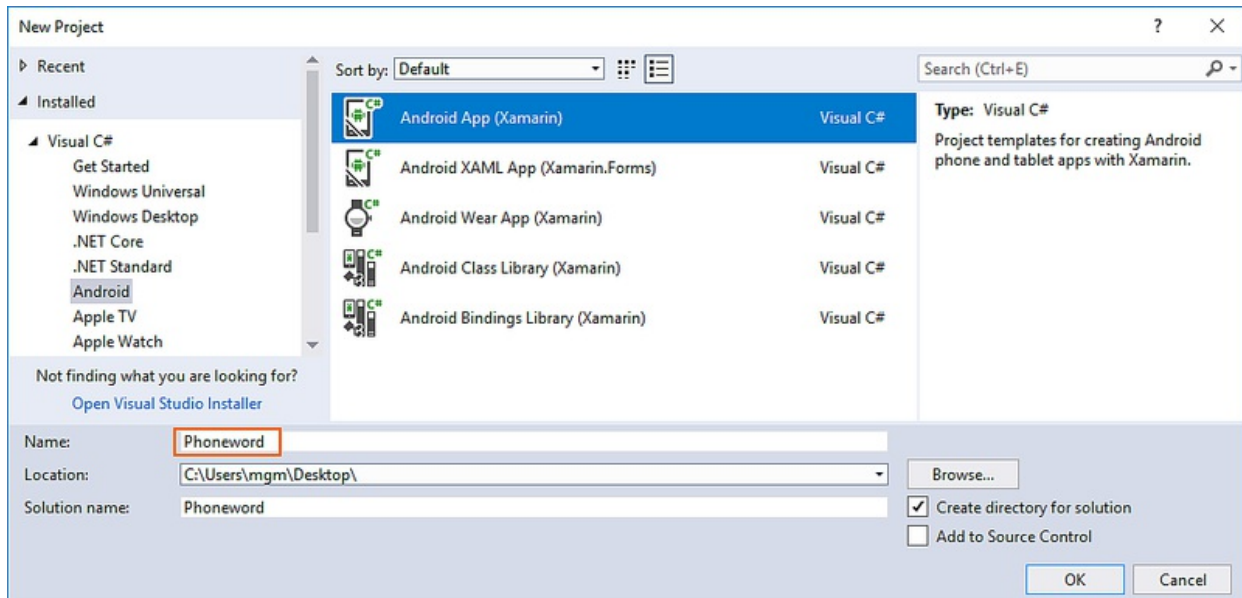 New Project
?
Recent
Installed
Visual C#
Get Started
Windows Universal
Windows Desktop
.NET Core
.NET Standard
Android
Apple TV
Apple Watch
Not finding what you are looking for?
Open Visual Studio Installer
Sort by: Default
C# Android App (Xamarin) Visual C#
C# Android XAML App (Xamarin.Forms) Visual C#
C# Android Wear App (Xamarin) Visual C#
C# Android Class Library (Xamarin) Visual C#
C# Android Bindings Library (Xamarin) Visual C#
Search (Ctrl+E)
Type: Visual C#
Project templates for creating Android
phone and tablet apps with Xamarin.
Name: Phoneword
Location: C:\Users\mgm\Desktop\
Browse...
Solution name: Phoneword
Create directory for solution
Add to Source Control
OK Cancel